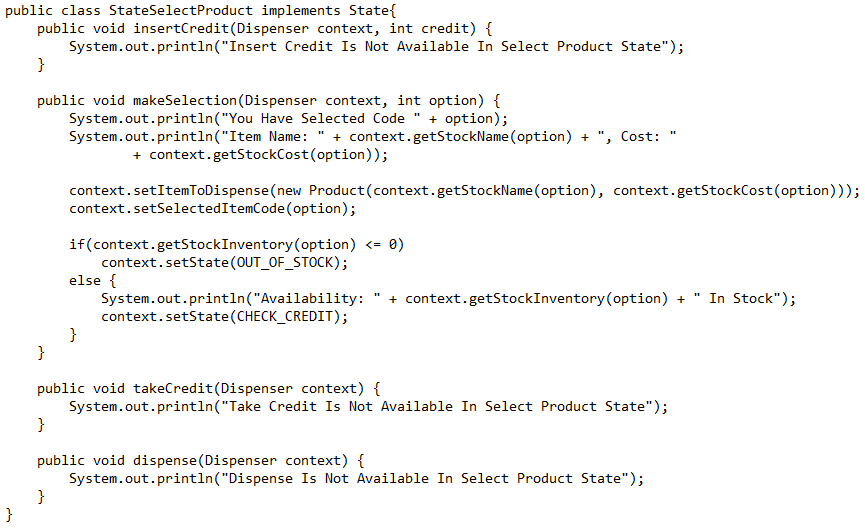 public class StateSelectProduct implements State{
    public void insertCredit(Dispenser context, int credit) {
        System.out.println("Insert Credit Is Not Available In Select Product State");
    }

    public void makeSelection(Dispenser context, int option) {
        System.out.println("You Have Selected Code " + option);
        System.out.println("Item Name: " + context.getStockName(option) + ", Cost: "
                + context.getStockCost(option));

        context.setItemToDispense(new Product(context.getStockName(option), context.getStockCost(option)));
        context.setSelectedItemCode(option);

        if(context.getStockInventory(option) <= 0)
            context.setState(OUT_OF_STOCK);
        else {
            System.out.println("Availability: " + context.getStockInventory(option) + " In Stock");
            context.setState(CHECK_CREDIT);
        }
    }

    public void takeCredit(Dispenser context) {
        System.out.println("Take Credit Is Not Available In Select Product State");
    }

    public void dispense(Dispenser context) {
        System.out.println("Dispense Is Not Available In Select Product State");
    }
}